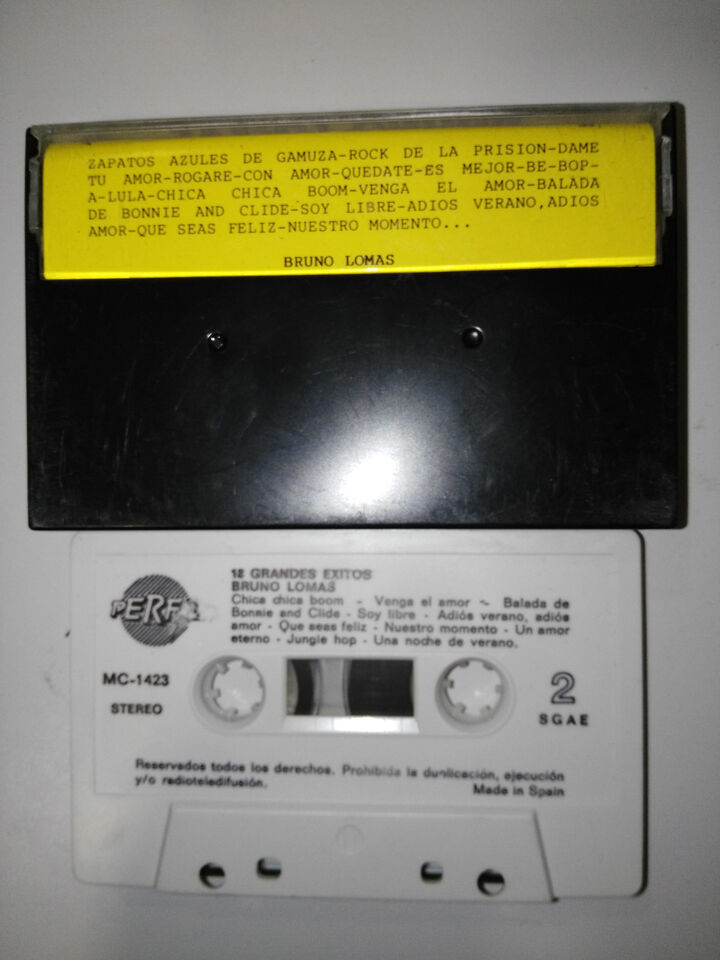 ZAPATOS AZULES DE GAMUZA-ROCK DE LA PRISION-DAME
TU AMOR-ROGARE-CON AMOR-QUEDATE-ES MEJOR-BE-BOP-
A-LULA-CHICA CHICA BOOM-VENGA EL AMOR-BALADA
DE BONNIE AND CLIDE-SOY LIBRE-ADIOS VERANO,ADIOS
AMOR-QUE SEAS FELIZ-NUESTRO MOMENTO...
BRUNO LOMAS
18 GRANDES EXITOS
BRUNO LOMAS
Chica chica boom - Venga el amor - Balada de
Bonnie and Clide - Soy libre - Adiós verano, adiós
amor - Que seas feliz - Nuestro momento - Un amor
eterno - Jungle hop - Una noche de verano.
PERFIL
MC-1423
STEREO
2
SGAE
Reservados todos los derechos. Prohibida la duplicación, ejecución
y/o radioteledifusión.
Made in Spain